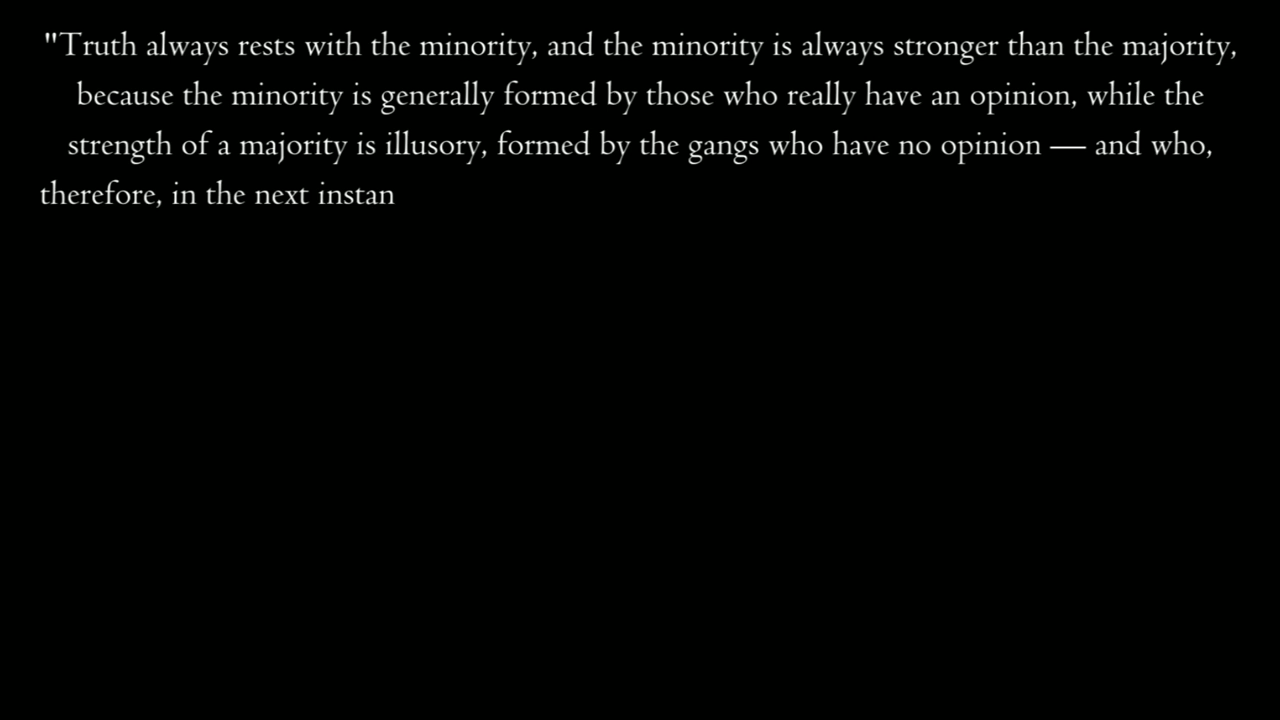 "Truth always rests with the minority, and the minority is always stronger than the majority,
because the minority is generally formed by those who really have an opinion, while the
strength of a majority is illusory, formed by the gangs who have no opinion — and who,
therefore, in the next instan